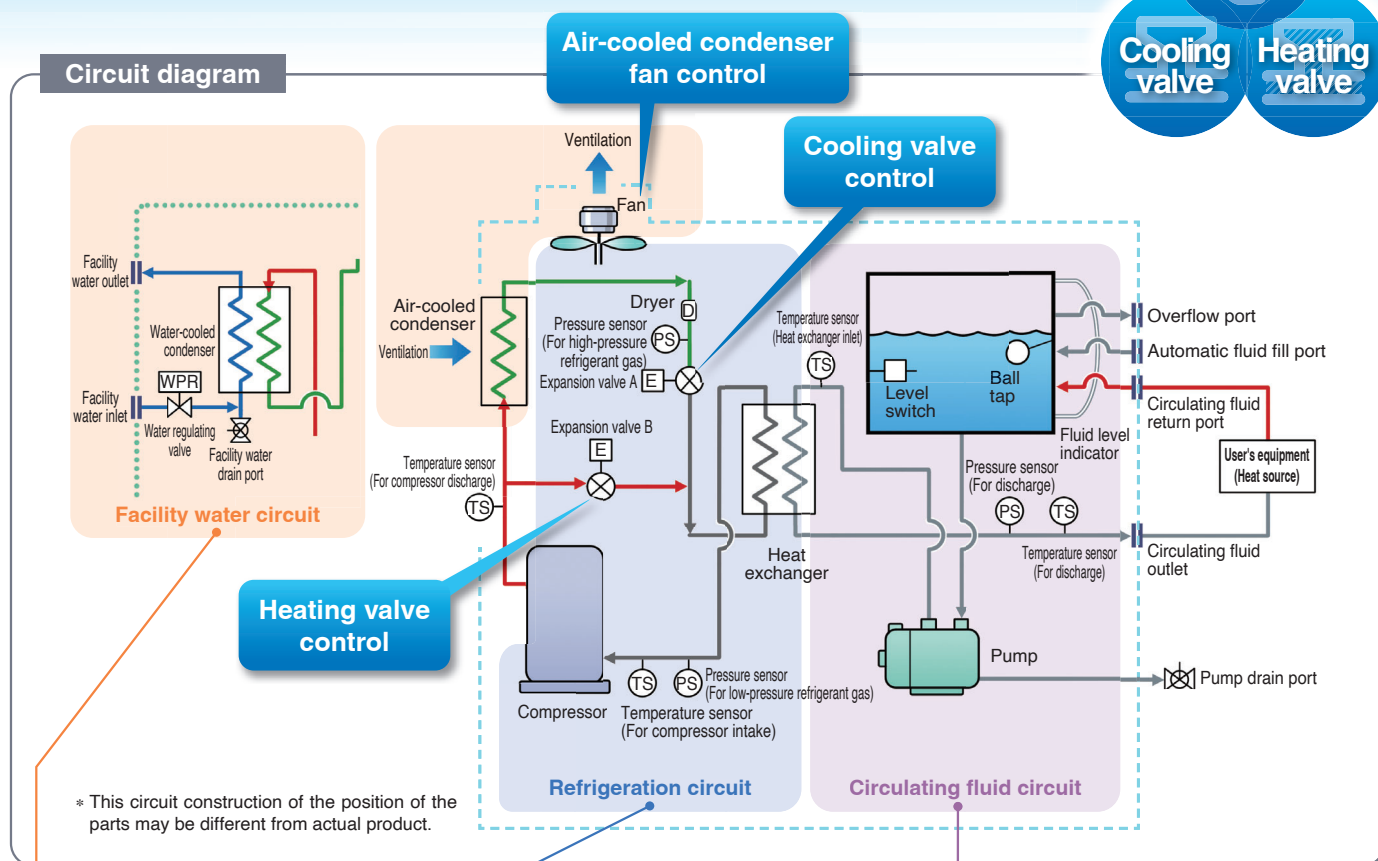 Circuit diagram
Air-cooled condenser
fan control
Cooling
valve
Heating
valve
Cooling valve
control
Ventilation
Fan
Facility
water outlet
Water-cooled
condenser
WPR
Facility
water inlet
Water regulating
valve
Facility water
drain port
Facility water circuit
Air-cooled
condenser
Ventilation
Dryer
D
Pressure sensor
(For high-pressure
refrigerant gas)
PS
Expansion valve A
E
Expansion valve B
E
Temperature sensor
(For compressor discharge)
TS
Temperature sensor
(Heat exchanger inlet)
TS
Heating valve
control
Heat
exchanger
Compressor
TS
Temperature sensor
(For compressor intake)
PS
Pressure sensor
(For low-pressure refrigerant gas)
Refrigeration circuit
Level
switch
Ball
tap
Fluid level
indicator
Overflow port
Automatic fluid fill port
Circulating fluid
return port
User's equipment
(Heat source)
Pressure sensor
(For discharge)
PS
TS
Temperature sensor
(For discharge)
Circulating fluid
outlet
Pump
Pump drain port
Circulating fluid circuit
* This circuit construction of the position of the
parts may be different from actual product.